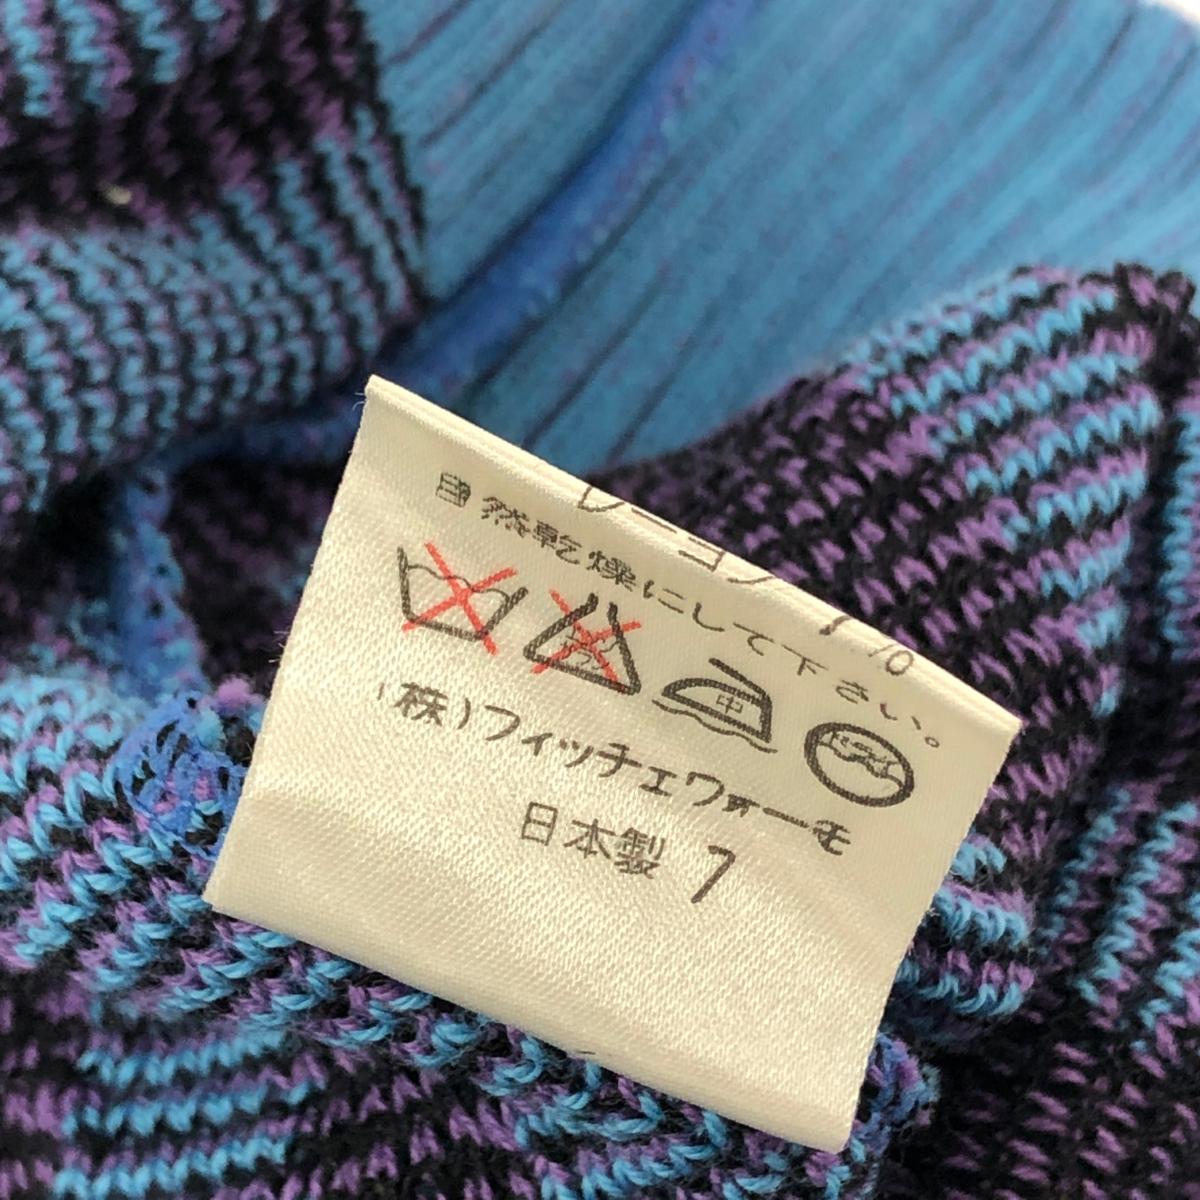 レーヨン
自然乾燥にして下さい。
中
(株)フィッチェウォーモ
日本製 7